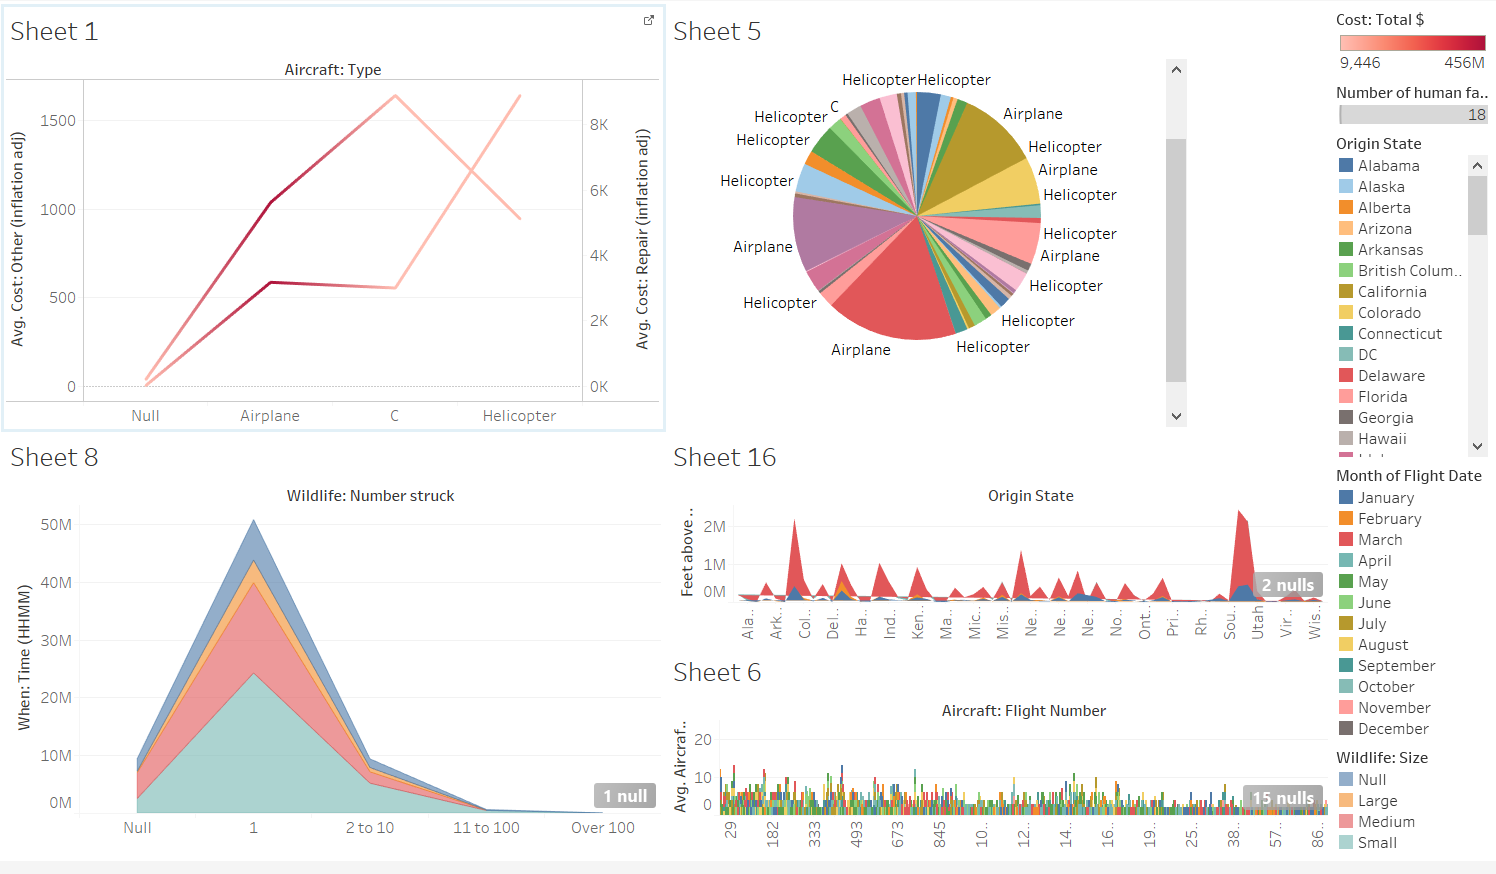 Sheet 1
Aircraft: Type
Avg. Cost: Other (inflation adj)
1500
1000
500
0
8K
6K
4K
2K
0K
Avg. Cost: Repair (inflation adj)
Null
Airplane
C
Helicopter
Sheet 5
Helicopter
Helicopter
C
Airplane
Helicopter
Helicopter
Helicopter
Airplane
Helicopter
Helicopter
Airplane
Helicopter
Airplane
Helicopter
Helicopter
Helicopter
Airplane
Helicopter
Cost: Total $
9,446
456M
Number of human fa..
18
Origin State
Alabama
Alaska
Alberta
Arizona
Arkansas
British Colum..
California
Colorado
Connecticut
DC
Delaware
Florida
Georgia
Hawaii
Sheet 8
Wildlife: Number struck
When: Time (HHMM)
50M
40M
30M
20M
10M
0M
1 null
Null
1
2 to 10
11 to 100
Over 100
Sheet 16
Origin State
Feet above ..
2M
1M
0M
2 nulls
Ala..
Ark..
Col..
Del..
Ha..
Ind..
Ken..
Ma..
Mic..
Mis..
Ne..
Ne..
Ne..
No..
Ont..
Pri..
Rh..
Sou..
Utah
Vir..
Wis..
Sheet 6
Aircraft: Flight Number
Avg. Aircraf..
20
10
0
15 nulls
29
182
333
493
673
845
10..
12..
14..
16..
19..
25..
38..
57..
86..
Month of Flight Date
January
February
March
April
May
June
July
August
September
October
November
December
Wildlife: Size
Null
Large
Medium
Small